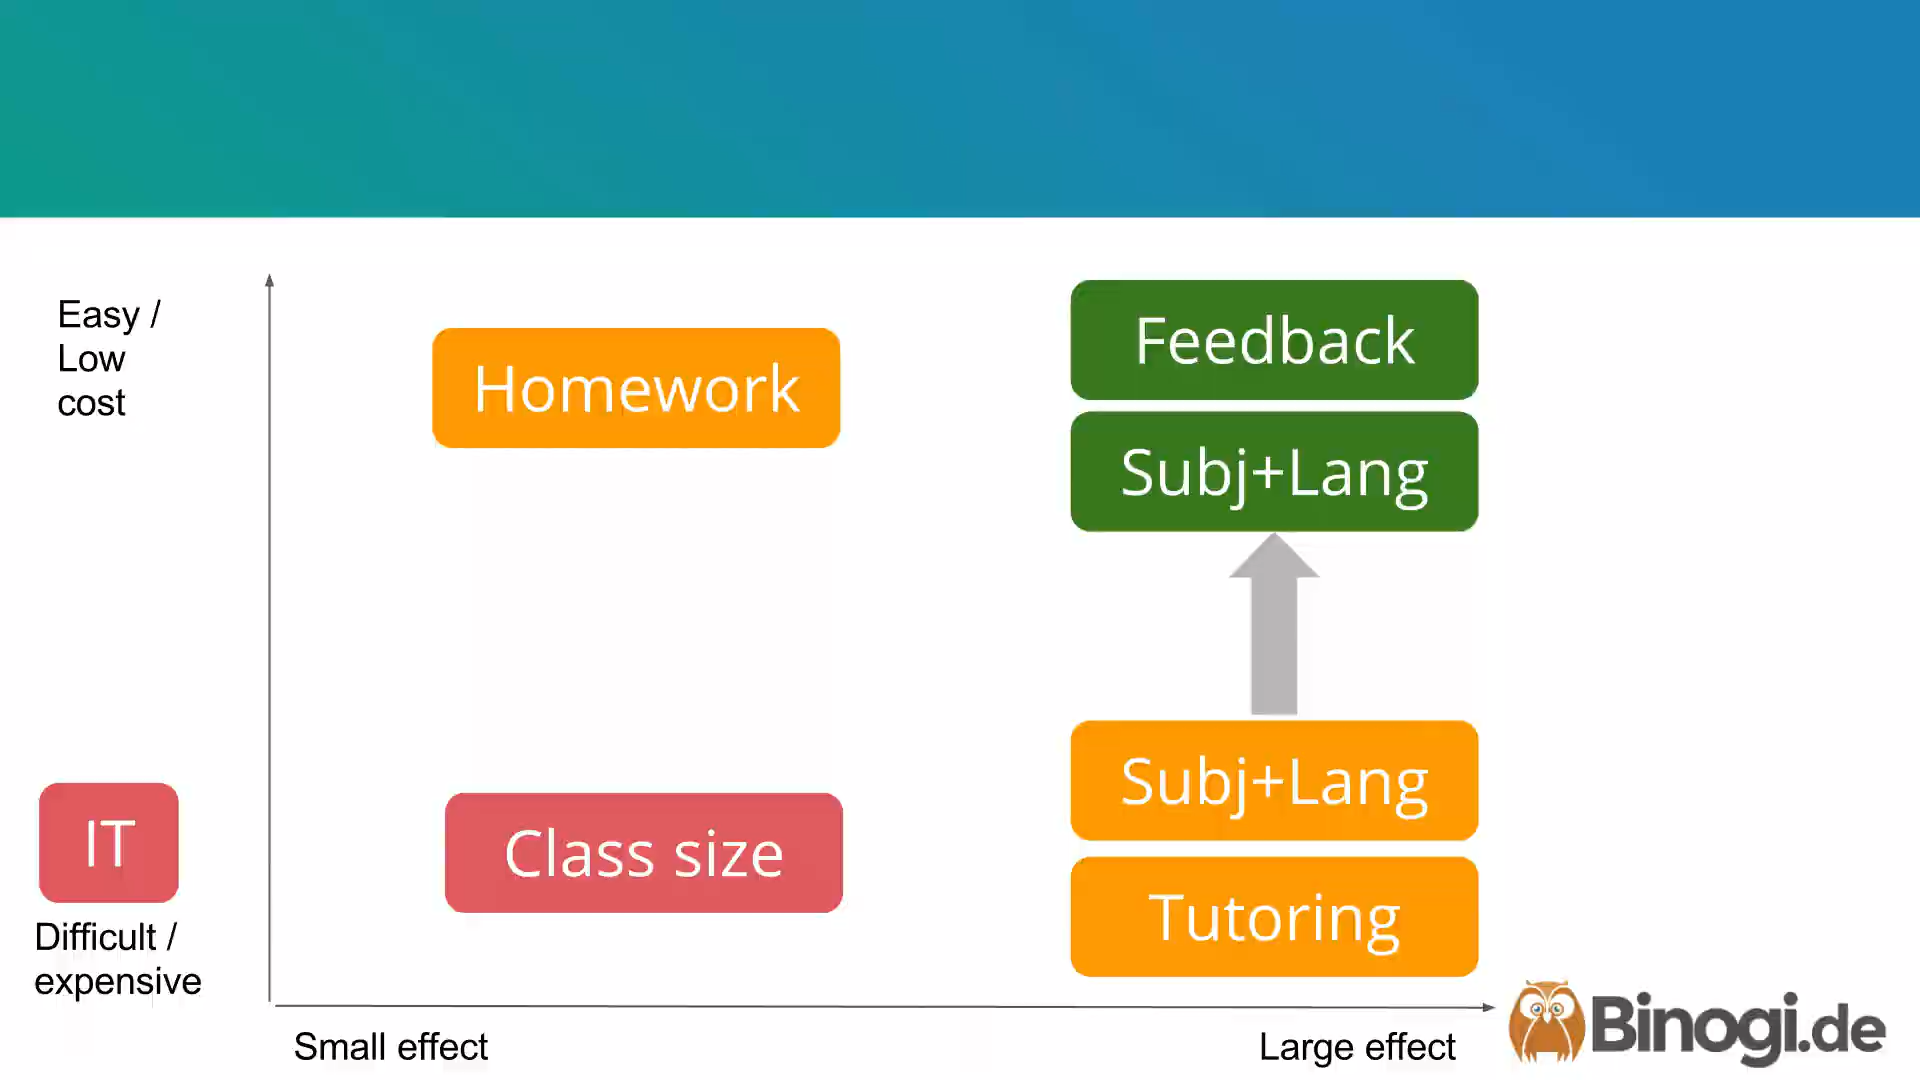 Easy /
Low
cost
Homework
Feedback
Subj+Lang
IT
Class size
Subj+Lang
Tutoring
Difficult /
expensive
Small effect
Large effect
Binogi.de